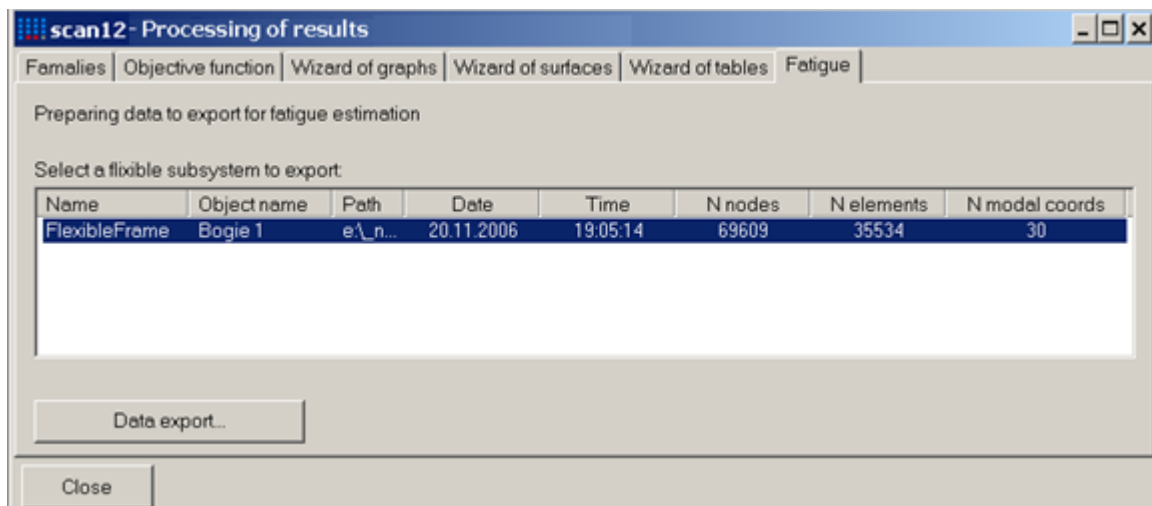 scan12 - Processing of results
Famalies Objective function Wizard of graphs Wizard of surfaces Wizard of tables Fatigue
Preparing data to export for fatigue estimation
Select a flixible subsystem to export:
Name Object name Path Date Time N nodes N elements N modal coords
FlexibleFrame Bogie 1 e:\_n... 20.11.2006 19:05:14 69609 35534 30
Data export...
Close